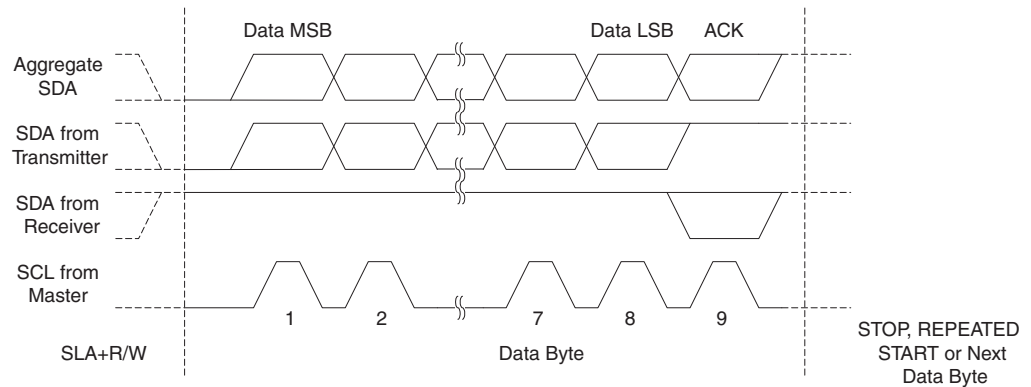 Data MSB
Data LSB
ACK
Aggregate
SDA
SDA from
Transmitter
SDA from
Receiver
SCL from
Master
1
2
7
8
9
SLA+R/W
Data Byte
STOP, REPEATED
START or Next
Data Byte